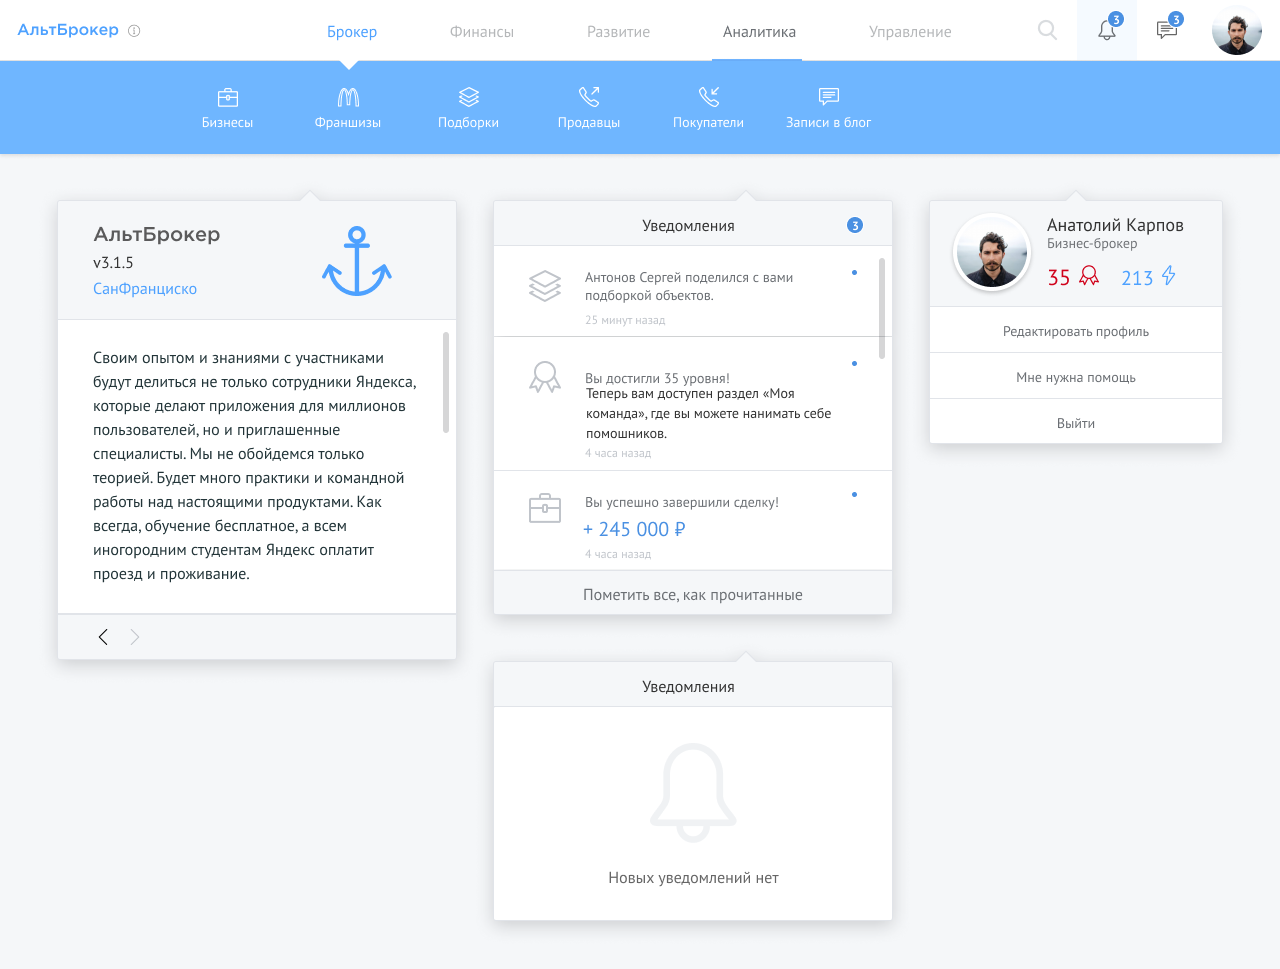 АльтБрокер
Брокер
Финансы
Развитие
Аналитика
Управление
3
3
Бизнесы
Франшизы
Подборки
Продавцы
Покупатели
Записи в блог
АльтБрокер
v3.1.5
СанФранциско
Своим опытом и знаниями с участниками
будут делиться не только сотрудники Яндекса,
которые делают приложения для миллионов
пользователей, но и приглашенные
специалисты. Мы не обойдемся только
теорией. Будет много практики и командной
работы над настоящими продуктами. Как
всегда, обучение бесплатное, а всем
иногородним студентам Яндекс оплатит
проезд и проживание.
Уведомления
3
Антонов Сергей поделился с вами
подборкой объектов.
25 минут назад
Вы достигли 35 уровня!
Теперь вам доступен раздел «Моя
команда», где вы можете нанимать себе
помошников.
4 часа назад
Вы успешно завершили сделку!
+ 245 000 ₽
4 часа назад
Пометить все, как прочитанные
Уведомления
Новых уведомлений нет
Анатолий Карпов
Бизнес-брокер
35
213
Редактировать профиль
Мне нужна помощь
Выйти